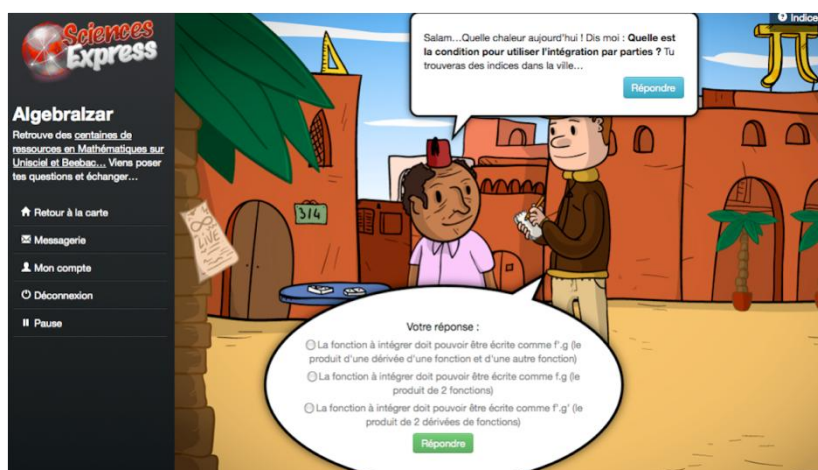 Sciences
Express
Algebralzar
Retrouve des centaines de
ressources en Mathématiques sur
Unisciel et Beebac... Viens poser
tes questions et échanger...
Retour à la carte
Messagerie
Mon compte
Déconnexion
Pause
Indice
Salam...Quelle chaleur aujourd'hui ! Dis moi : Quelle est
la condition pour utiliser l'intégration par parties ? Tu
trouveras des indices dans la ville...
Répondre
314
∞
LIVE
π
Votre réponse :
La fonction à intégrer doit pouvoir être écrite comme f'.g (le
produit d'une dérivée d'une fonction et d'une autre fonction)
La fonction à intégrer doit pouvoir être écrite comme f.g (le
produit de 2 fonctions)
La fonction à intégrer doit pouvoir être écrite comme f'.g' (le
produit de 2 dérivées de fonctions)
Répondre